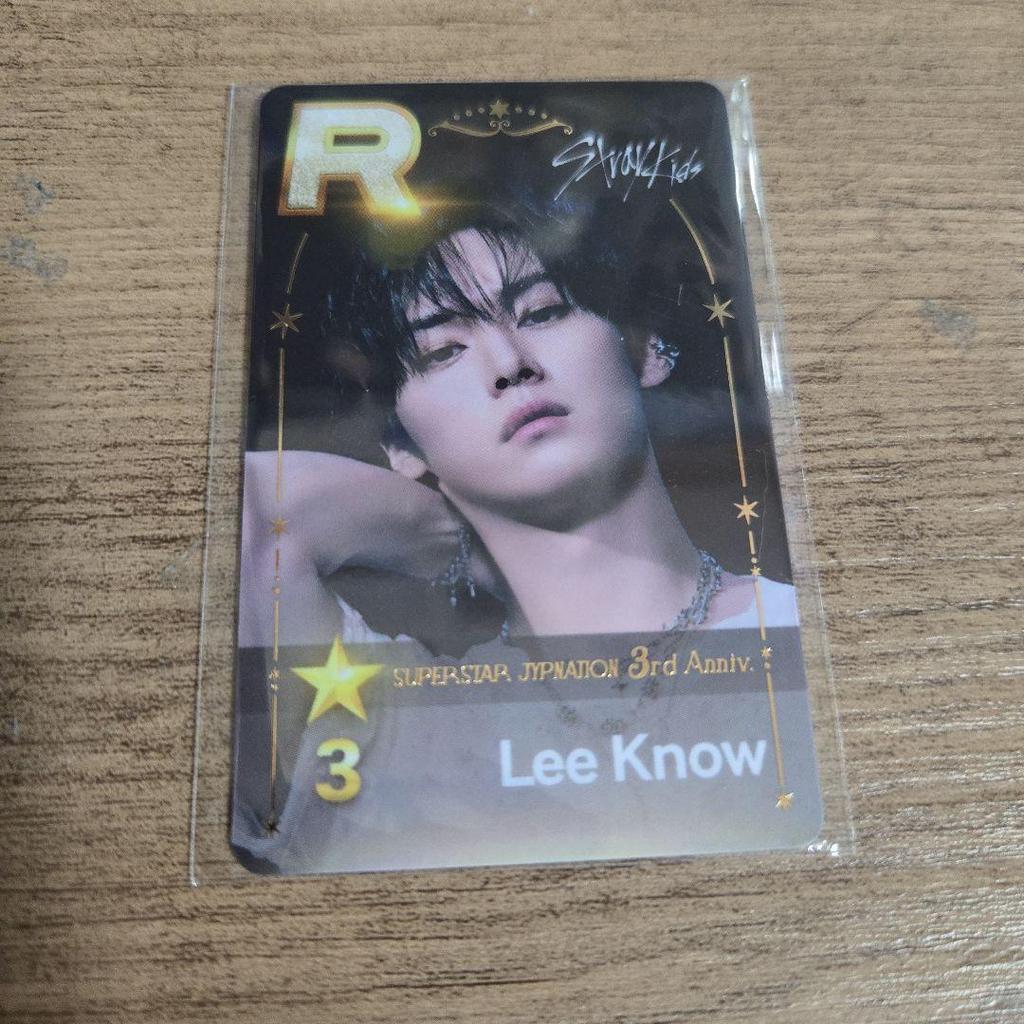 R
Stray Kids
SUPERSTAR JYPNATION 3rd Anniv.
3
Lee Know